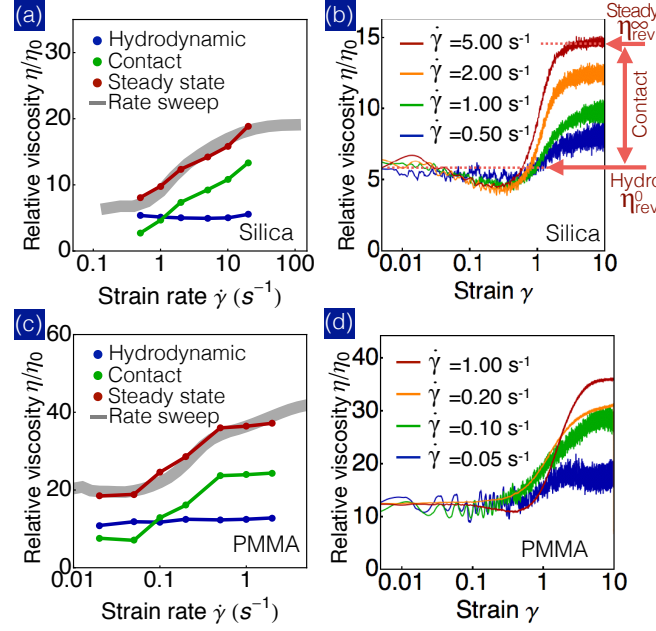 (a)
Relative viscosity η/η₀
30
20
10
0
Hydrodynamic
Contact
Steady state
Rate sweep
Silica
0.1 1 10 100
Strain rate γ̇ (s⁻¹)
(b)
Relative viscosity η/η₀
15
10
5
0
γ̇ =5.00 s⁻¹
γ̇ =2.00 s⁻¹
γ̇ =1.00 s⁻¹
γ̇ =0.50 s⁻¹
Steady
η∞rev
Contact
Hydro
η⁰rev
Silica
0.01 0.1 1 10
Strain γ
(c)
Relative viscosity η/η₀
60
40
20
0
Hydrodynamic
Contact
Steady state
Rate sweep
PMMA
0.01 0.1 1
Strain rate γ̇ (s⁻¹)
(d)
Relative viscosity η/η₀
40
30
20
10
0
γ̇ =1.00 s⁻¹
γ̇ =0.20 s⁻¹
γ̇ =0.10 s⁻¹
γ̇ =0.05 s⁻¹
PMMA
0.01 0.1 1 10
Strain γ